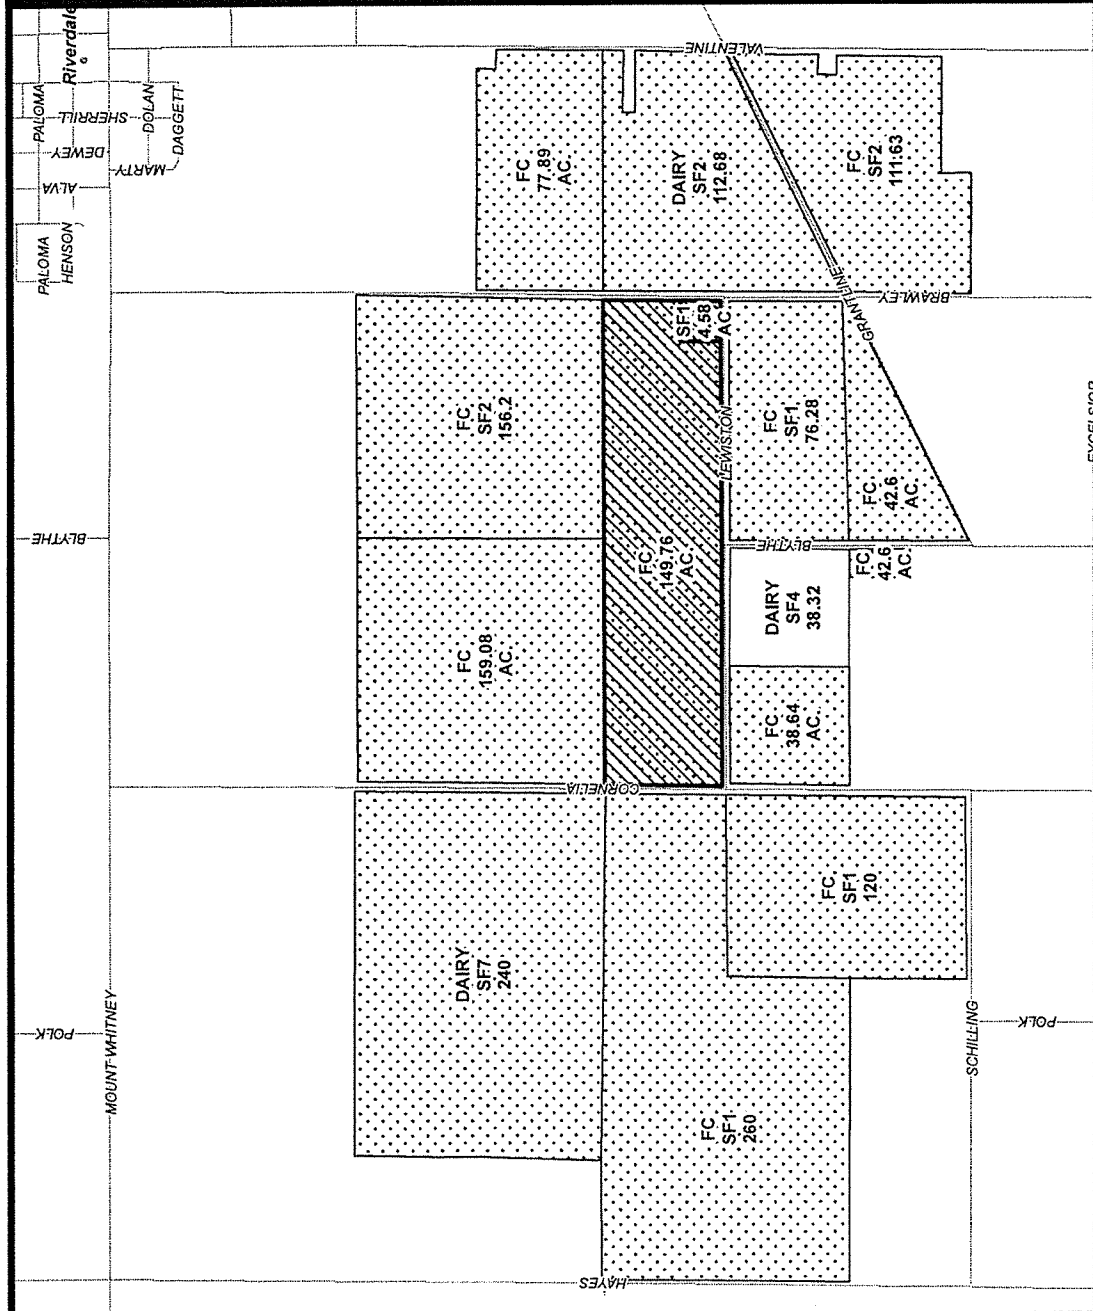 Riverdale
PALOMA
SHERRILL
DOLAN
DAGGETT
DEWEY
MARTY
ALVA
PALOMA
HENSON
VALENTINE
FC
77.89
AC.
DAIRY
SF2
112.68
FC
SF2
111.63
GRANTLINE
BRAWLEY
SF1
4.58
AC.
FC
SF2
156.2
LEWISTON
FC
SF1
76.28
FC
42.6
AC.
BLYTHE
BLYTHE
FC
149.76
AC.
FC
42.6
AC.
DAIRY
SF4
38.32
FC
159.08
AC.
FC
38.64
AC.
CORNELIA
FC
SF1
120
DAIRY
SF7
240
FC
SF1
260
POLK
MOUNT WHITNEY
SCHILLING
POLK
HAYES
EXCELSIOR